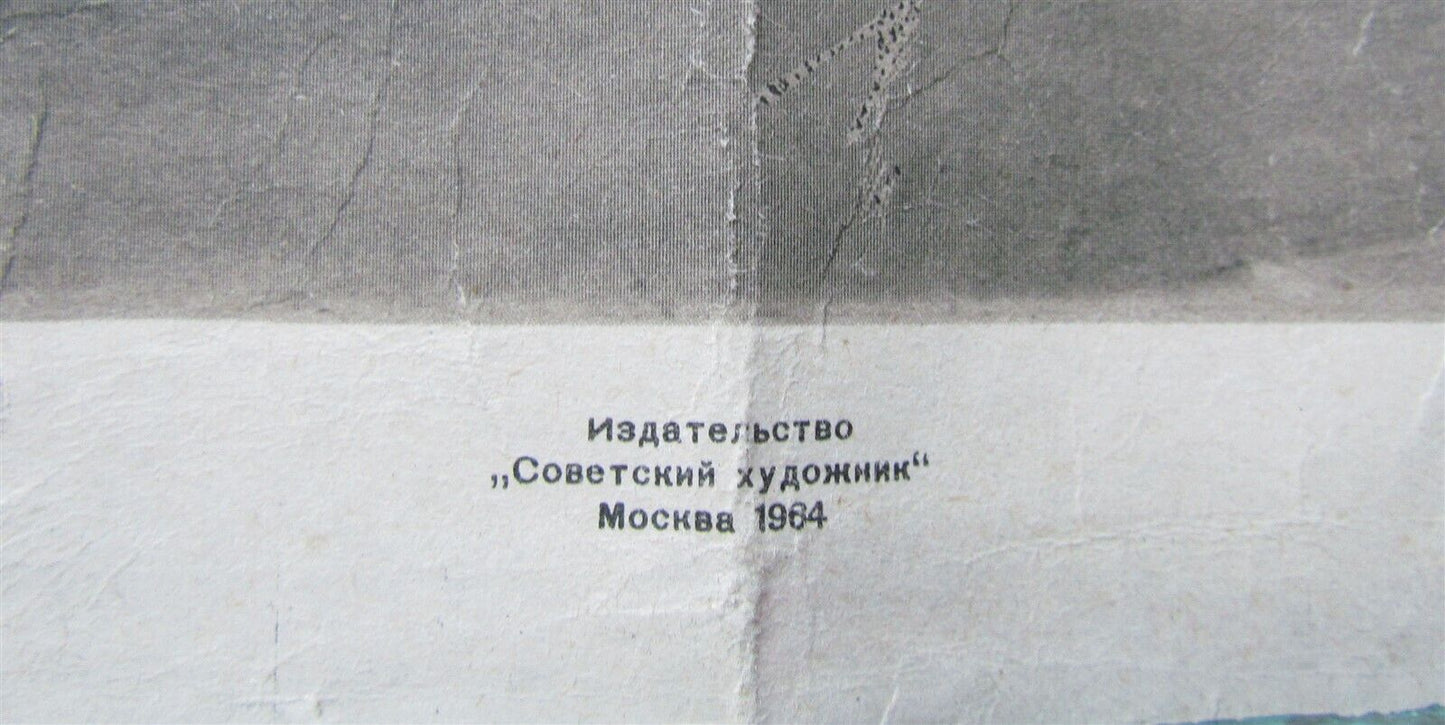 Издательство
„Советский художник“
Москва 1964